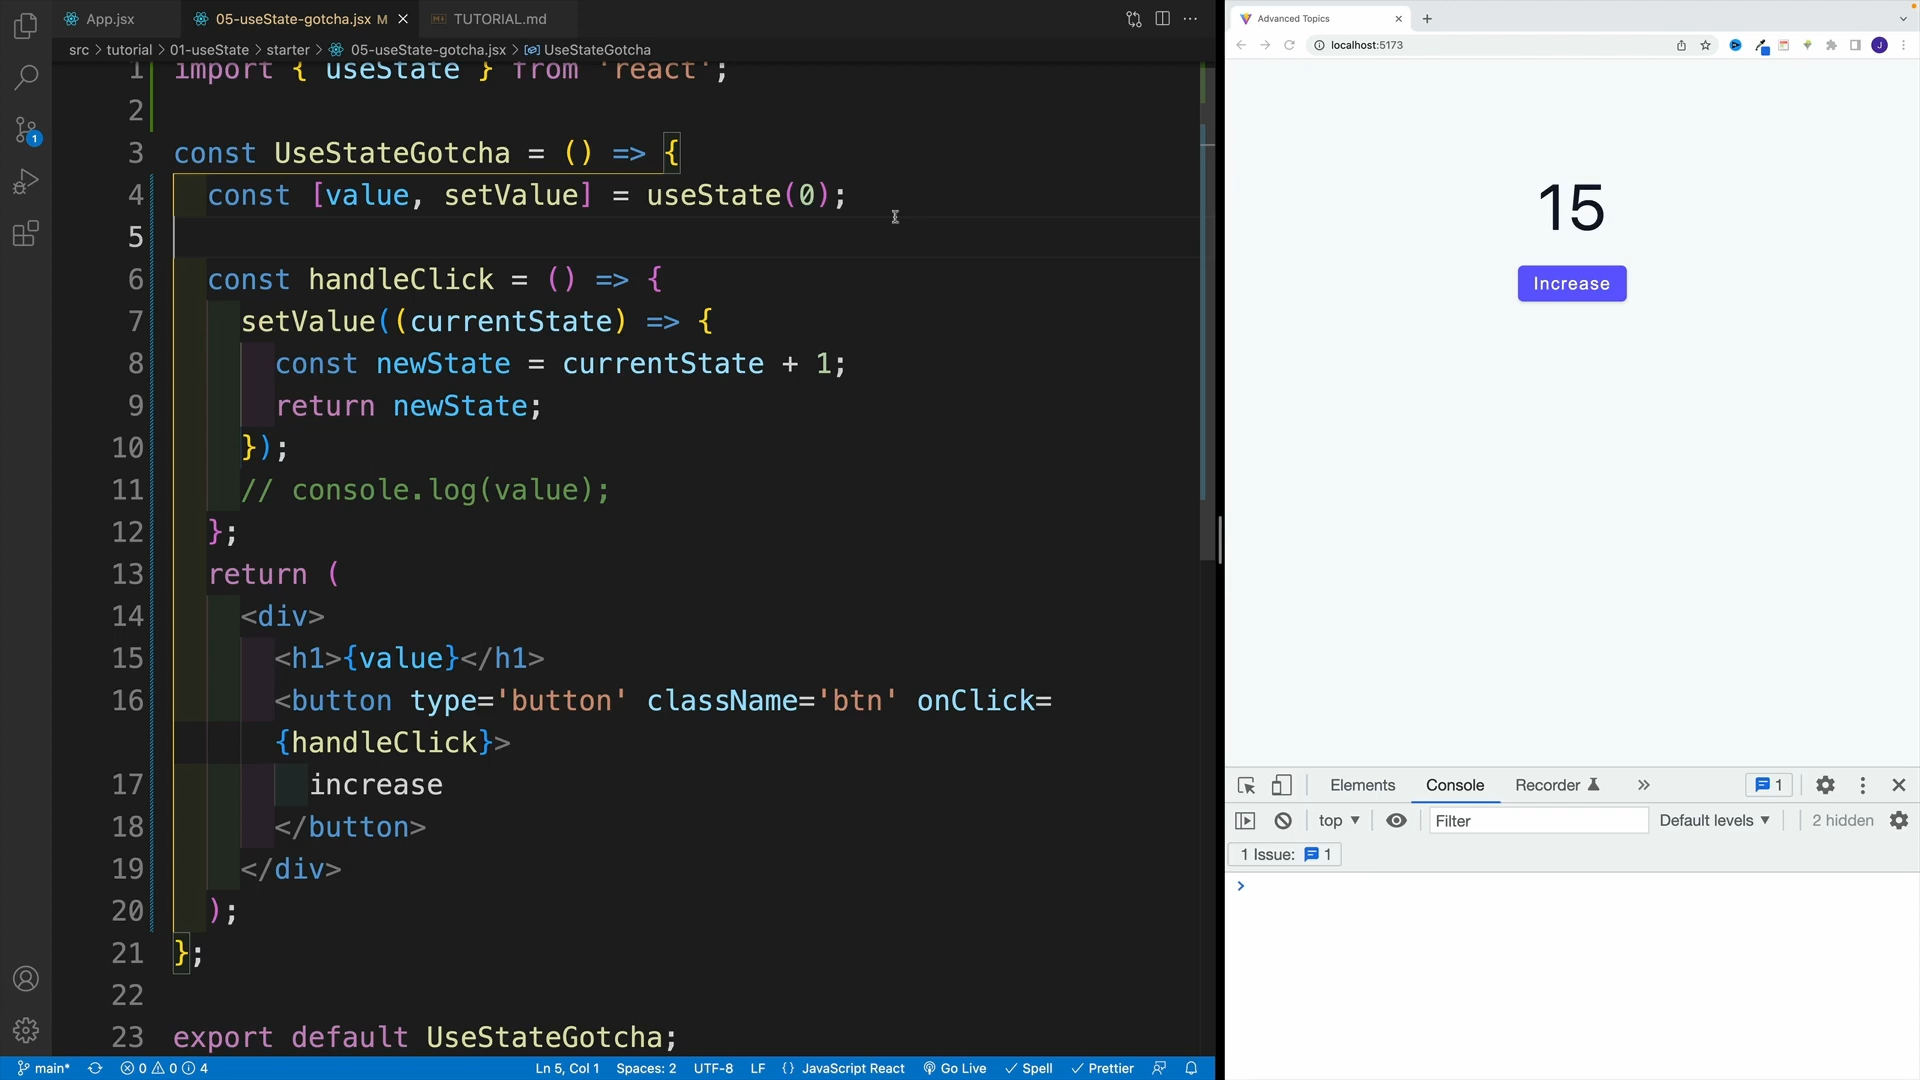 App.jsx
05-useState-gotcha.jsx M
TUTORIAL.md
src > tutorial > 01-useState > starter > 05-useState-gotcha.jsx > UseStateGotcha
1 import { useState } from 'react';
2
3 const UseStateGotcha = () => {
4 const [value, setValue] = useState(0);
5
6 const handleClick = () => {
7 setValue((currentState) => {
8 const newState = currentState + 1;
9 return newState;
10 });
11 // console.log(value);
12 };
13 return (
14 <div>
15 <h1>{value}</h1>
16 <button type='button' className='btn' onClick=
{handleClick}>
17 increase
18 </button>
19 </div>
20 );
21 };
22
23 export default UseStateGotcha;
1
main* 0 0 4 Ln 5, Col 1 Spaces: 2 UTF-8 LF {} JavaScript React Go Live Spell Prettier
Advanced Topics
localhost:5173
J
15
Increase
Elements Console Recorder 1
top Filter Default levels 2 hidden
1 Issue: 1